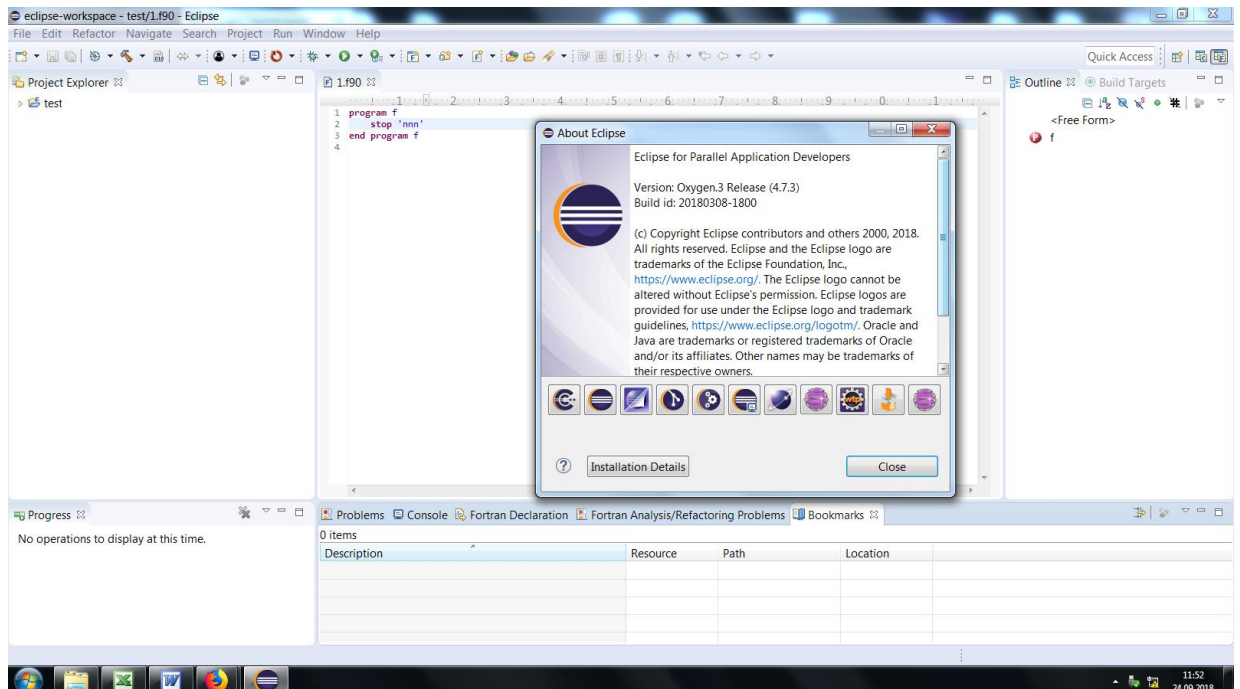 eclipse-workspace - test/1.f90 - Eclipse
File Edit Refactor Navigate Search Project Run Window Help
Quick Access
Project Explorer
test
1.f90
1 program f
2 stop 'nnn'
3 end program f
4
About Eclipse
Eclipse for Parallel Application Developers
Version: Oxygen.3 Release (4.7.3)
Build id: 20180308-1800
(c) Copyright Eclipse contributors and others 2000, 2018.
All rights reserved. Eclipse and the Eclipse logo are
trademarks of the Eclipse Foundation, Inc.,
https://www.eclipse.org/. The Eclipse logo cannot be
altered without Eclipse's permission. Eclipse logos are
provided for use under the Eclipse logo and trademark
guidelines, https://www.eclipse.org/logotm/. Oracle and
Java are trademarks or registered trademarks of Oracle
and/or its affiliates. Other names may be trademarks of
their respective owners.
wtp
Installation Details
Close
Outline
Build Targets
<Free Form>
f
Progress
No operations to display at this time.
Problems Console Fortran Declaration Fortran Analysis/Refactoring Problems Bookmarks
0 items
Description Resource Path Location
11:52
24.09.2018